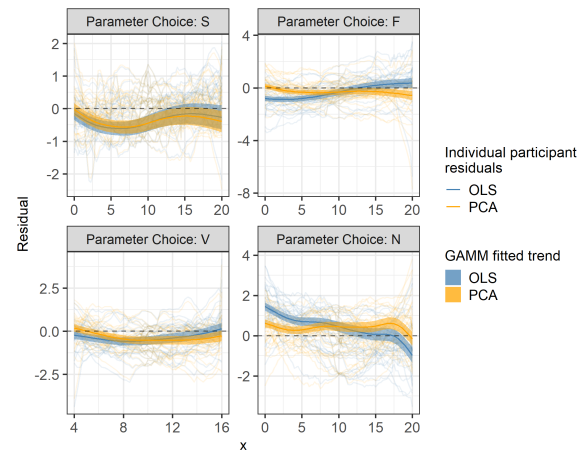 Parameter Choice: S
Parameter Choice: F
2
1
0
-1
-2
4
0
-4
-8
0 5 10 15 20
0 5 10 15 20
Residual
Parameter Choice: V
Parameter Choice: N
2.5
0.0
-2.5
4
2
0
-2
4 8 12 16
0 5 10 15 20
x
Individual participant
residuals
OLS
PCA
GAMM fitted trend
OLS
PCA